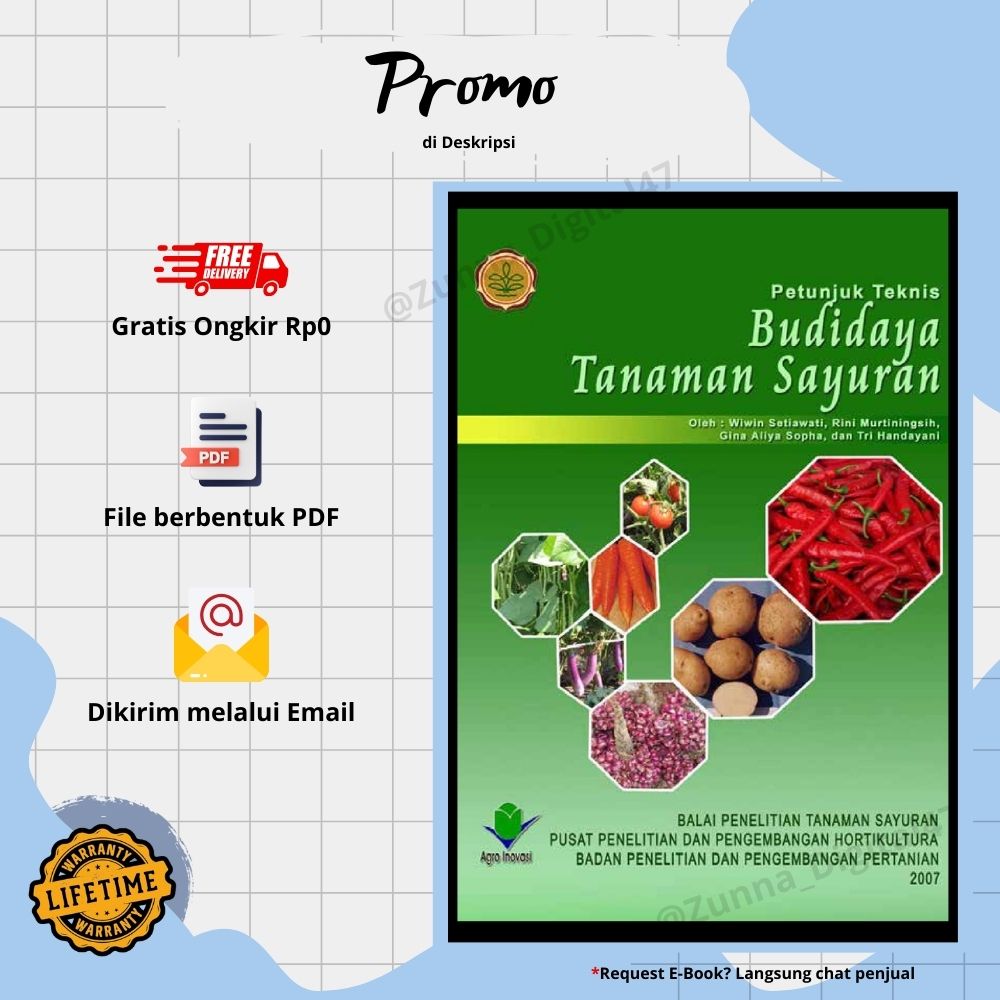 Promo
di Deskripsi
FREE
DELIVERY
Gratis Ongkir Rp0
PDF
File berbentuk PDF
@
Dikirim melalui Email
WARRANTY
LIFETIME
WARRANTY
@Zunna_Digital47
Petunjuk Teknis
Budidaya
Tanaman Sayuran
Oleh : Wiwin Setiawati, Rini Murtiningsih,
Gina Aliya Sopha, dan Tri Handayani
Agro Inovasi
BALAI PENELITIAN TANAMAN SAYURAN
PUSAT PENELITIAN DAN PENGEMBANGAN HORTIKULTURA
BADAN PENELITIAN DAN PENGEMBANGAN PERTANIAN
2007
@Zunna_Digital47
*Request E-Book? Langsung chat penjual